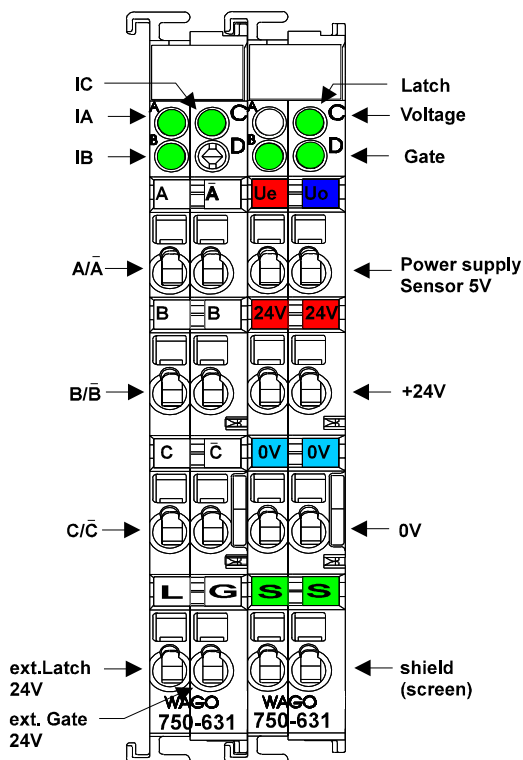 IC
Latch
IA
A
C
A
C
Voltage
IB
B
D
B
D
Gate
A
Ā
Ue
Uo
A/Ā
Power supply
Sensor 5V
B
B
24V
24V
B/B̄
+24V
C
C̄
0V
0V
C/C̄
0V
L
G
S
S
ext.Latch
24V
shield
(screen)
ext. Gate
24V
WAGO
750-631
WAGO
750-631